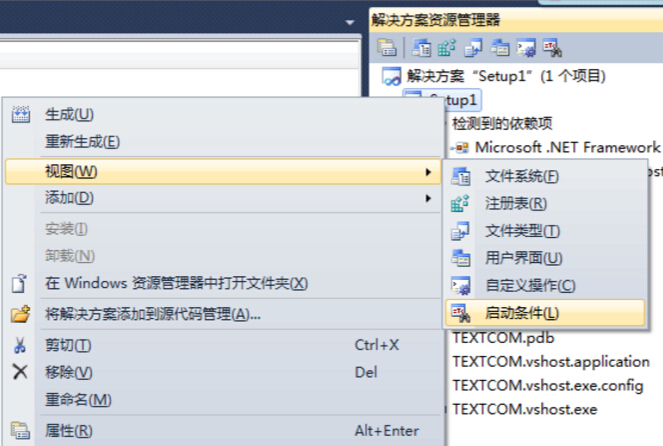 解决方案资源管理器
解决方案 "Setup1" (1 个项目)
Setup1
检测到的依赖项
Microsoft .NET Framework
生成(U)
重新生成(E)
视图(W)
添加(D)
安装(I)
卸载(N)
在 Windows 资源管理器中打开文件夹(X)
将解决方案添加到源代码管理(A)...
剪切(T) Ctrl+X
移除(V) Del
重命名(M)
属性(R) Alt+Enter
文件系统(F)
注册表(R)
文件类型(T)
用户界面(U)
自定义操作(C)
启动条件(L)
TEXTCOM.pdb
TEXTCOM.vshost.application
TEXTCOM.vshost.exe.config
TEXTCOM.vshost.exe